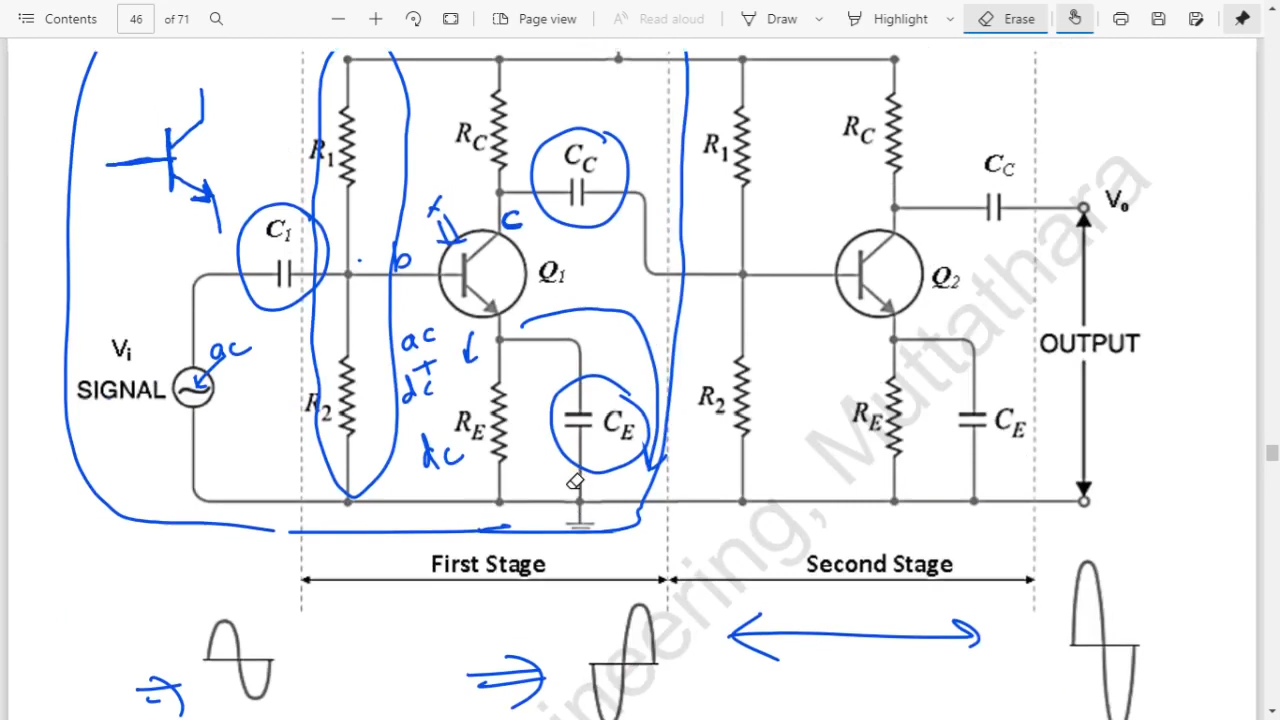 Contents 46 of 71 Page view Read aloud Draw Highlight Erase
R1 RC CC R1 RC CC Vo
C1 b c Q1 Q2
ac ac
+
dc
Vi
SIGNAL
R2 RE CE R2 RE CE
OUTPUT
dc
First Stage Second Stage
eering, Muttathara